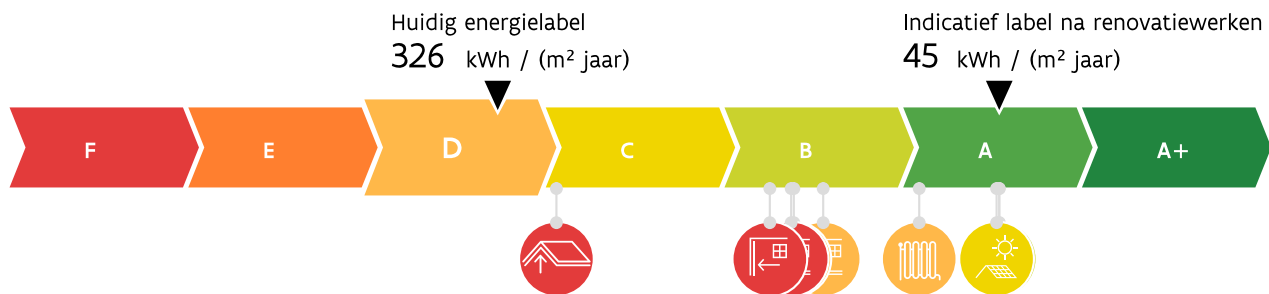 Huidig energielabel
326 kWh / (m² jaar)
Indicatief label na renovatiewerken
45 kWh / (m² jaar)
F E D C B A A+